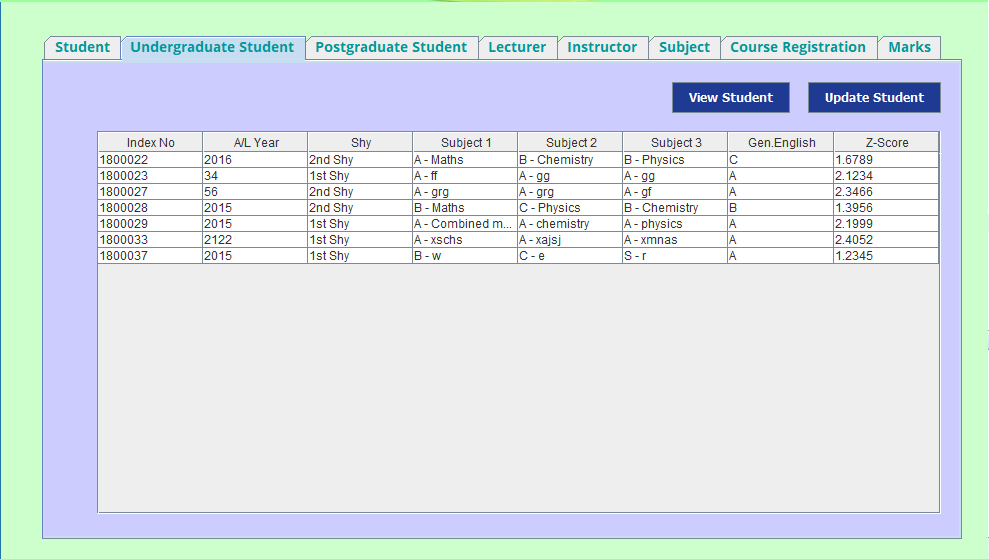 Student Undergraduate Student Postgraduate Student Lecturer Instructor Subject Course Registration Marks
View Student Update Student
Index No A/L Year Shy Subject 1 Subject 2 Subject 3 Gen.English Z-Score
1800022 2016 2nd Shy A - Maths B - Chemistry B - Physics C 1.6789
1800023 34 1st Shy A - ff A - gg A - gg A 2.1234
1800027 56 2nd Shy A - grg A - grg A - gf A 2.3466
1800028 2015 2nd Shy B - Maths C - Physics B - Chemistry B 1.3956
1800029 2015 1st Shy A - Combined m... A - chemistry A - physics A 2.1999
1800033 2122 1st Shy A - xschs A - xajsj A - xmnas A 2.4052
1800037 2015 1st Shy B - w C - e S - r A 1.2345